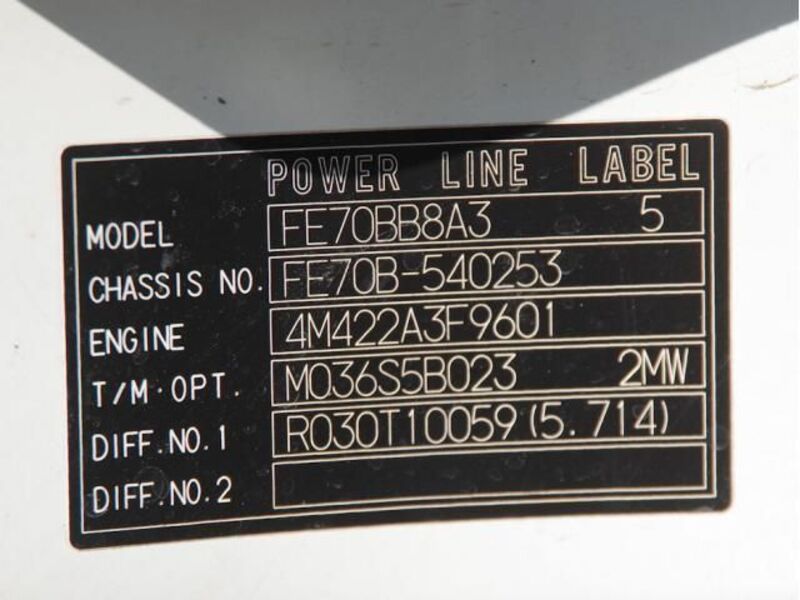 POWER LINE LABEL
MODEL FE70BB8A3 5
CHASSIS NO. FE70B-540253
ENGINE 4M422A3F9601
T/M·OPT. M036S5B023 2MW
DIFF.NO.1 R030T10059(5.714)
DIFF.NO.2